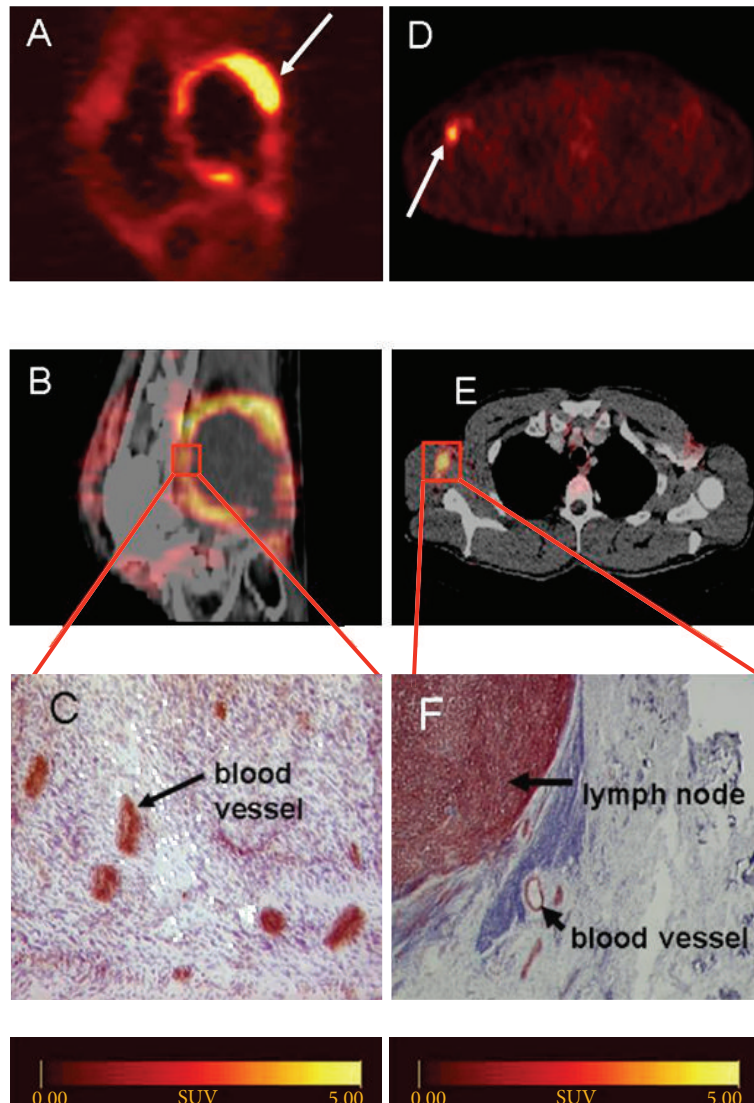 A
D
B
E
C
blood
vessel
F
lymph node
blood vessel
0.00 SUV 5.00
0.00 SUV 5.00